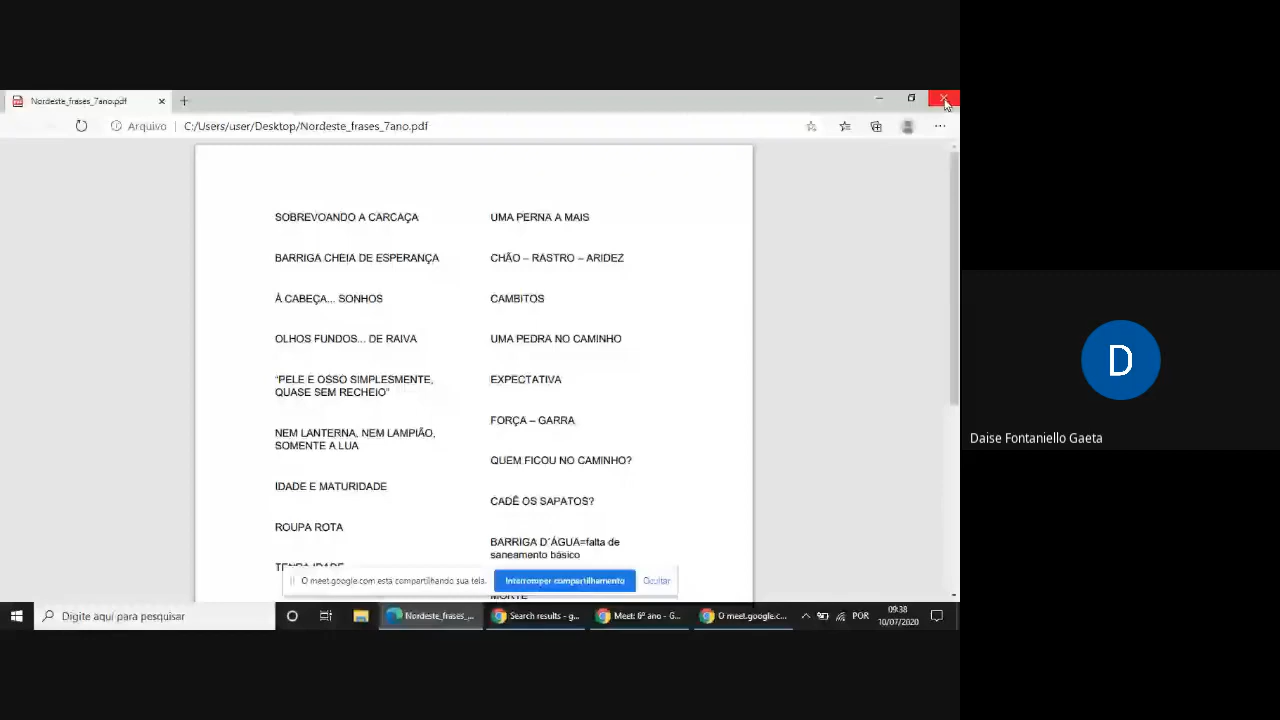 Nordeste_frases_7ano.pdf
Arquivo
C:/Users/user/Desktop/Nordeste_frases_7ano.pdf
SOBREVOANDO A CARCAÇA
BARRIGA CHEIA DE ESPERANÇA
À CABEÇA... SONHOS
OLHOS FUNDOS... DE RAIVA
“PELE E OSSO SIMPLESMENTE,
QUASE SEM RECHEIO”
NEM LANTERNA, NEM LAMPIÃO,
SOMENTE A LUA
IDADE E MATURIDADE
ROUPA ROTA
TENRA IDADE
UMA PERNA A MAIS
CHÃO – RASTRO – ARIDEZ
CAMBITOS
UMA PEDRA NO CAMINHO
EXPECTATIVA
FORÇA – GARRA
QUEM FICOU NO CAMINHO?
CADÊ OS SAPATOS?
BARRIGA D´ÁGUA=falta de
saneamento básico
MORTE
O meet.google.com está compartilhando sua tela.
Interromper compartilhamento
Ocultar
D
Daise Fontaniello Gaeta
Digite aqui para pesquisar
Nordeste_frases_...
Search results - g...
Meet: 6º ano - G...
O meet.google.c...
POR
09:38
10/07/2020